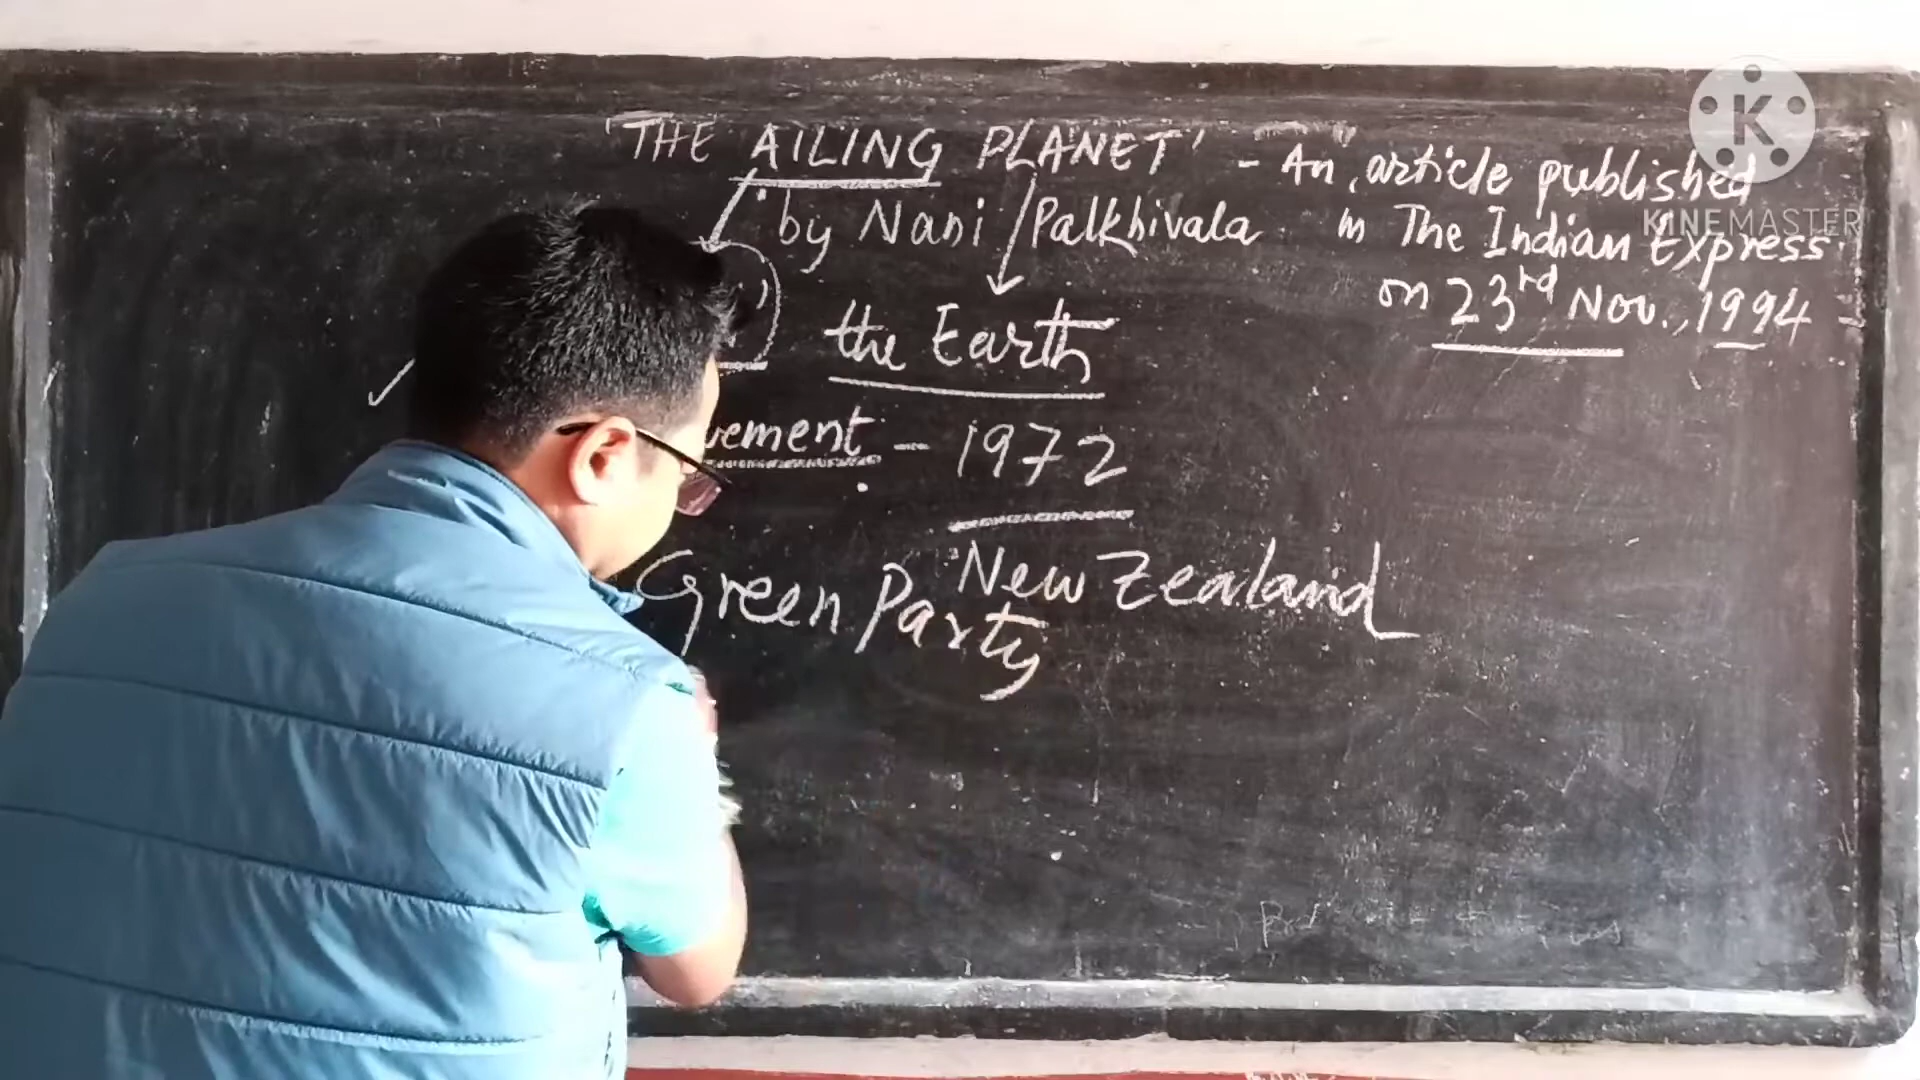 'THE AILING PLANET' - An article published
by Nani Palkhivala in The Indian Express
on 23rd Nov., 1994
the Earth
vement - 1972
New Zealand
Green Party
K
KINEMASTER